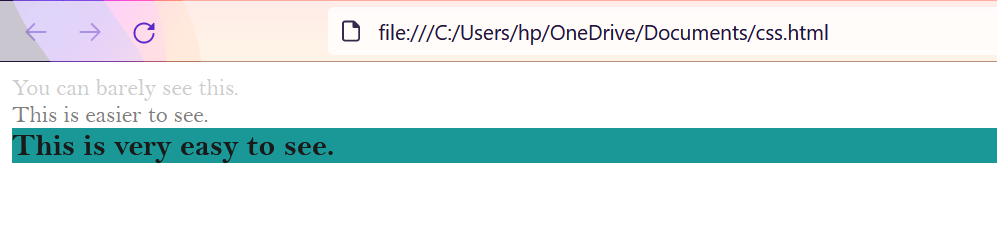 file:///C:/Users/hp/OneDrive/Documents/css.html
You can barely see this.
This is easier to see.
This is very easy to see.